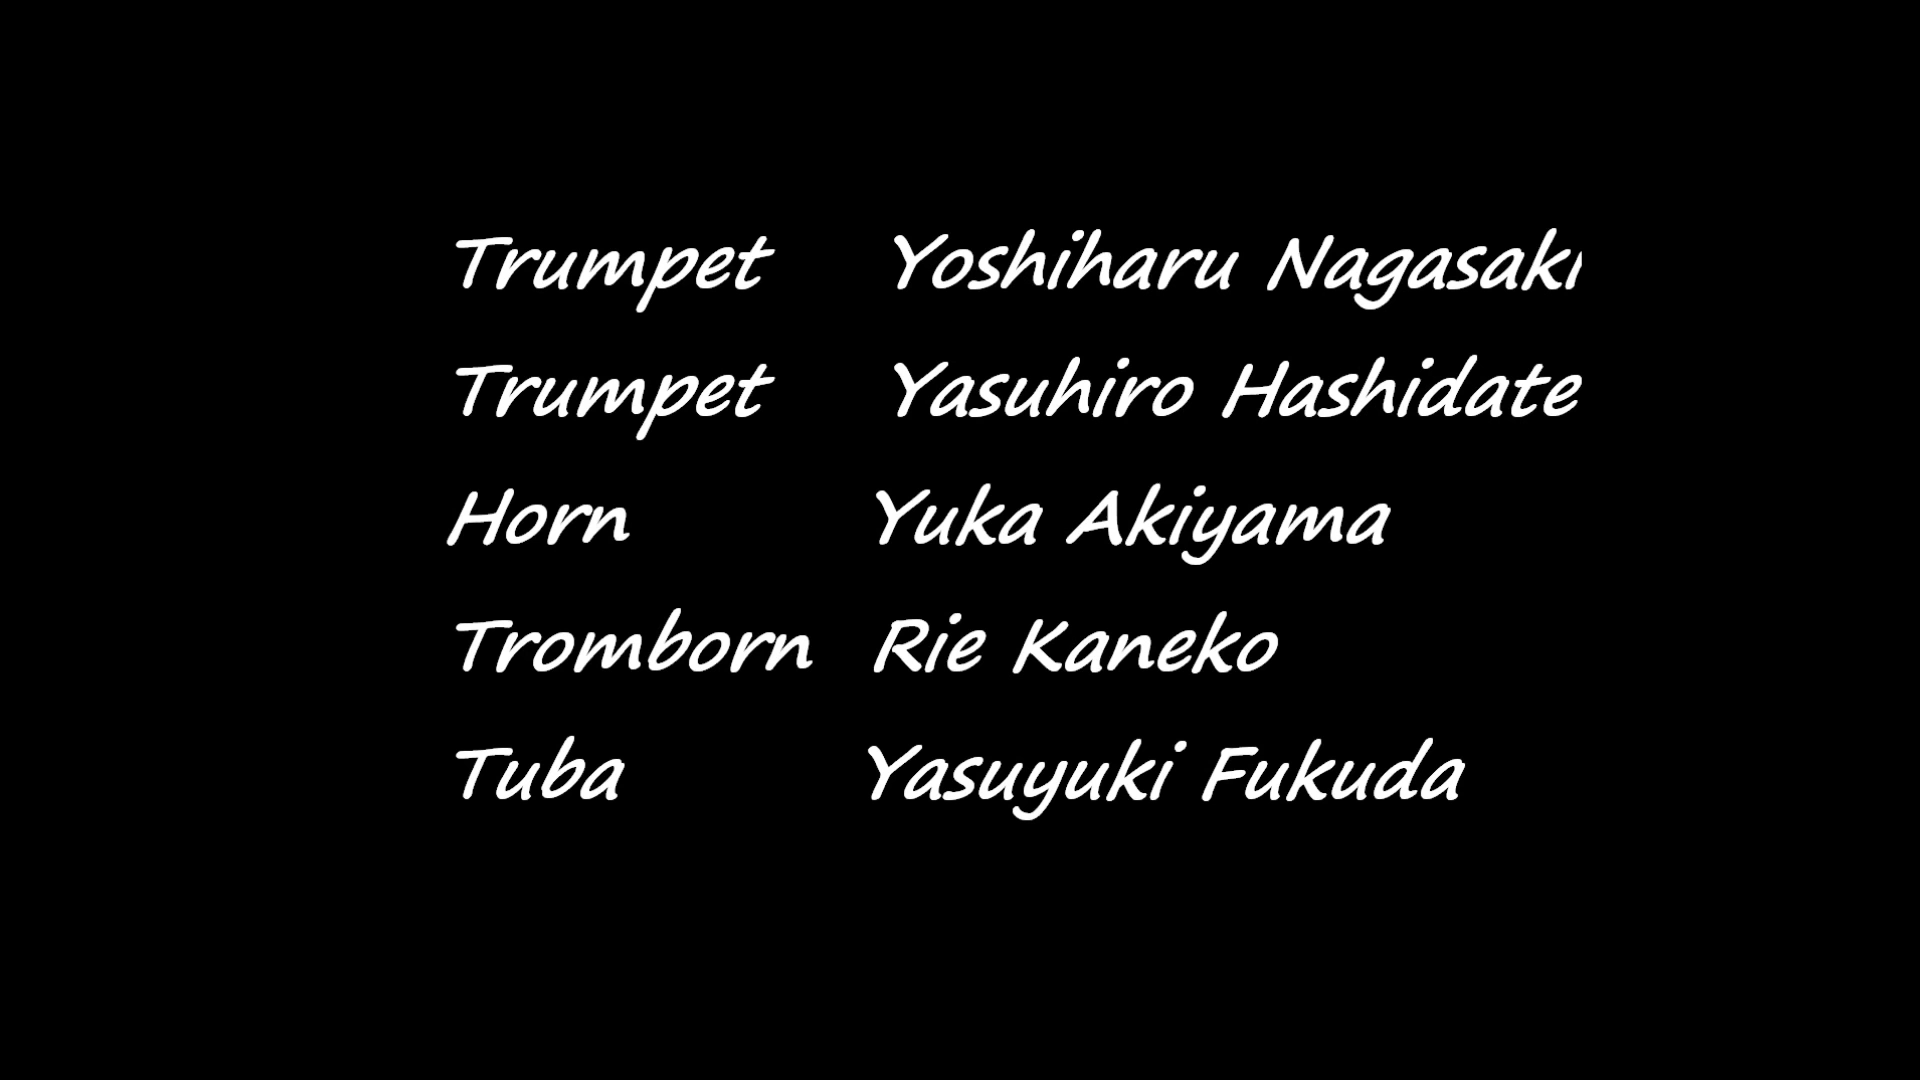 Trumpet Yoshiharu Nagasaki
Trumpet Yasuhiro Hashidate
Horn Yuka Akiyama
Tromborn Rie Kaneko
Tuba Yasuyuki Fukuda